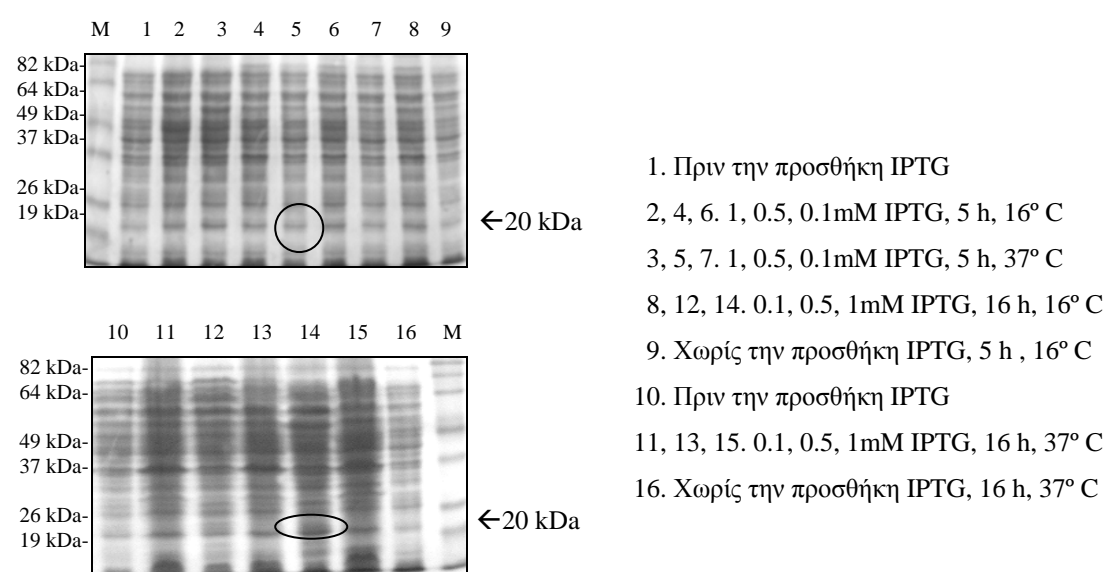 M 1 2 3 4 5 6 7 8 9
82 kDa-
64 kDa-
49 kDa-
37 kDa-
26 kDa-
19 kDa-
←20 kDa
10 11 12 13 14 15 16 M
82 kDa-
64 kDa-
49 kDa-
37 kDa-
26 kDa-
19 kDa-
←20 kDa
1. Πριν την προσθήκη IPTG
2, 4, 6. 1, 0.5, 0.1mM IPTG, 5 h, 16º C
3, 5, 7. 1, 0.5, 0.1mM IPTG, 5 h, 37º C
8, 12, 14. 0.1, 0.5, 1mM IPTG, 16 h, 16º C
9. Χωρίς την προσθήκη IPTG, 5 h , 16º C
10. Πριν την προσθήκη IPTG
11, 13, 15. 0.1, 0.5, 1mM IPTG, 16 h, 37º C
16. Χωρίς την προσθήκη IPTG, 16 h, 37º C